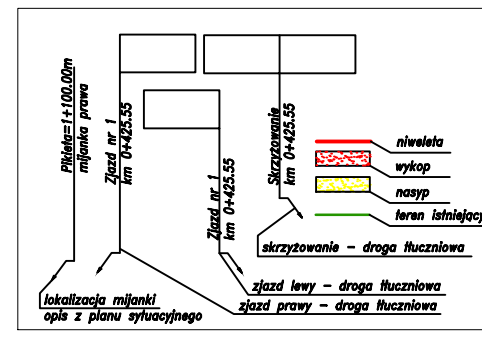 Pikieta=1+100.00m
mijanka prawa
Zjazd nr 1
km 0+425.55
Zjazd nr 1
km 0+425.55
Skrzyżowanie
km 0+425.55
niweleta
wykop
nasyp
teren istniejący
skrzyżowanie - droga tłuczniowa
zjazd lewy - droga tłuczniowa
zjazd prawy - droga tłuczniowa
lokalizacja mijanki
opis z planu sytuacyjnego